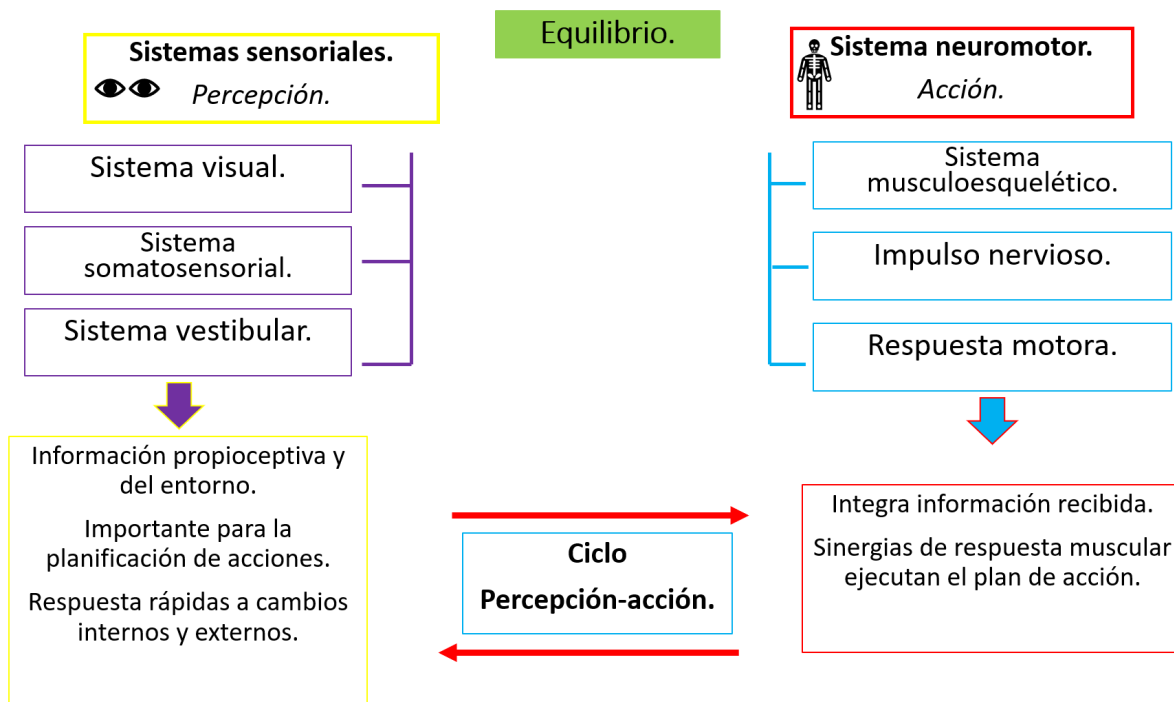 Equilibrio.
Sistemas sensoriales.
Percepción.
Sistema visual.
Sistema
somatosensorial.
Sistema vestibular.
Información propioceptiva y
del entorno.
Importante para la
planificación de acciones.
Respuesta rápidas a cambios
internos y externos.
Ciclo
Percepción-acción.
Sistema neuromotor.
Acción.
Sistema
musculoesquelético.
Impulso nervioso.
Respuesta motora.
Integra información recibida.
Sinergias de respuesta muscular
ejecutan el plan de acción.